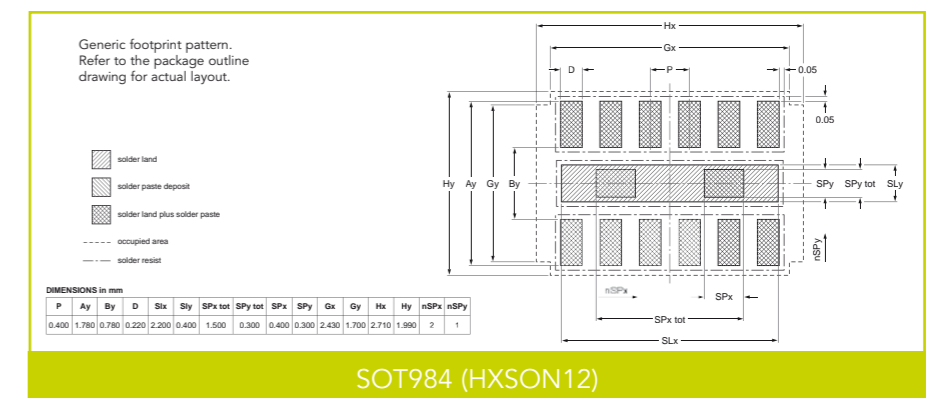 Generic footprint pattern.
Refer to the package outline
drawing for actual layout.
solder land
solder paste deposit
solder land plus solder paste
occupied area
solder resist
Hx
Gx
D
P
0.05
0.05
Hy
Ay
Gy
By
SPy
SPy tot
SLy
nSPy
nSPx
SPx
SPx tot
SLx
DIMENSIONS in mm
P Ay By D Slx Sly SPx tot SPy tot SPx SPy Gx Gy Hx Hy nSPx nSPy
0.400 1.780 0.780 0.220 2.200 0.400 1.500 0.300 0.400 0.300 2.430 1.700 2.710 1.990 2 1
SOT984 (HXSON12)